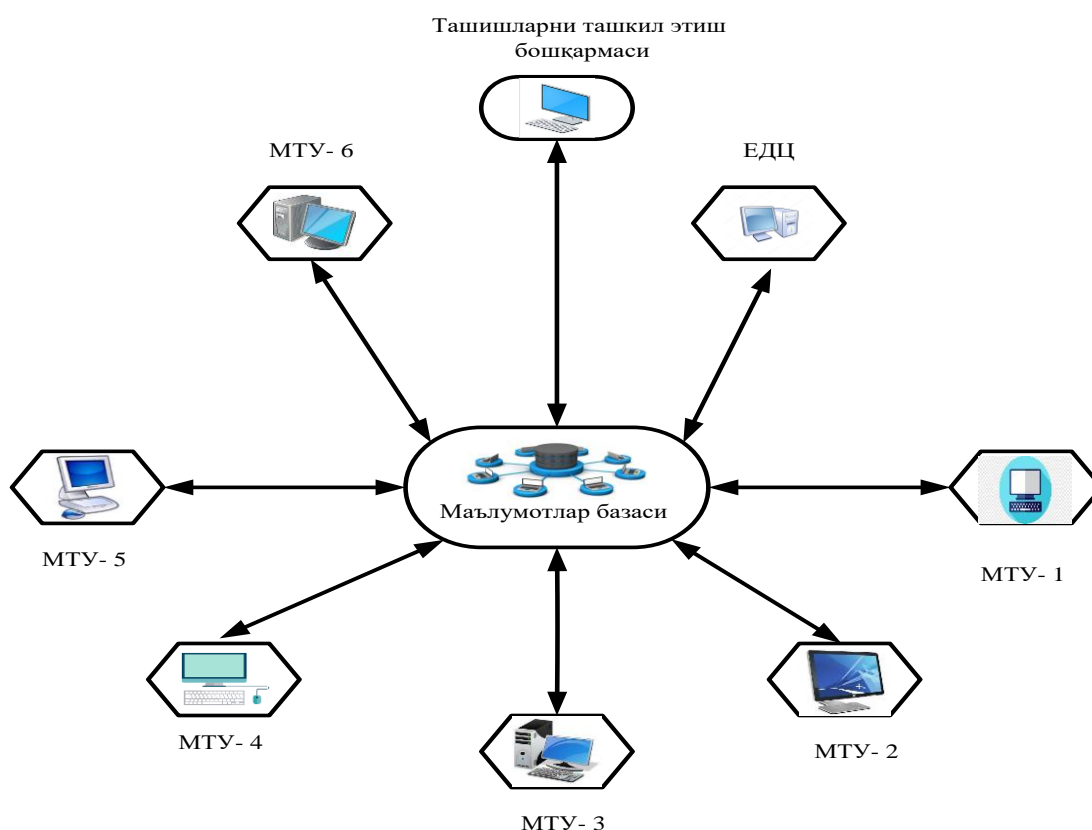 Ташишларни ташкил этиш
бошқармаси
МТУ- 6
ЕДЦ
Маълумотлар базаси
МТУ- 5
МТУ- 1
МТУ- 4
МТУ- 2
МТУ- 3